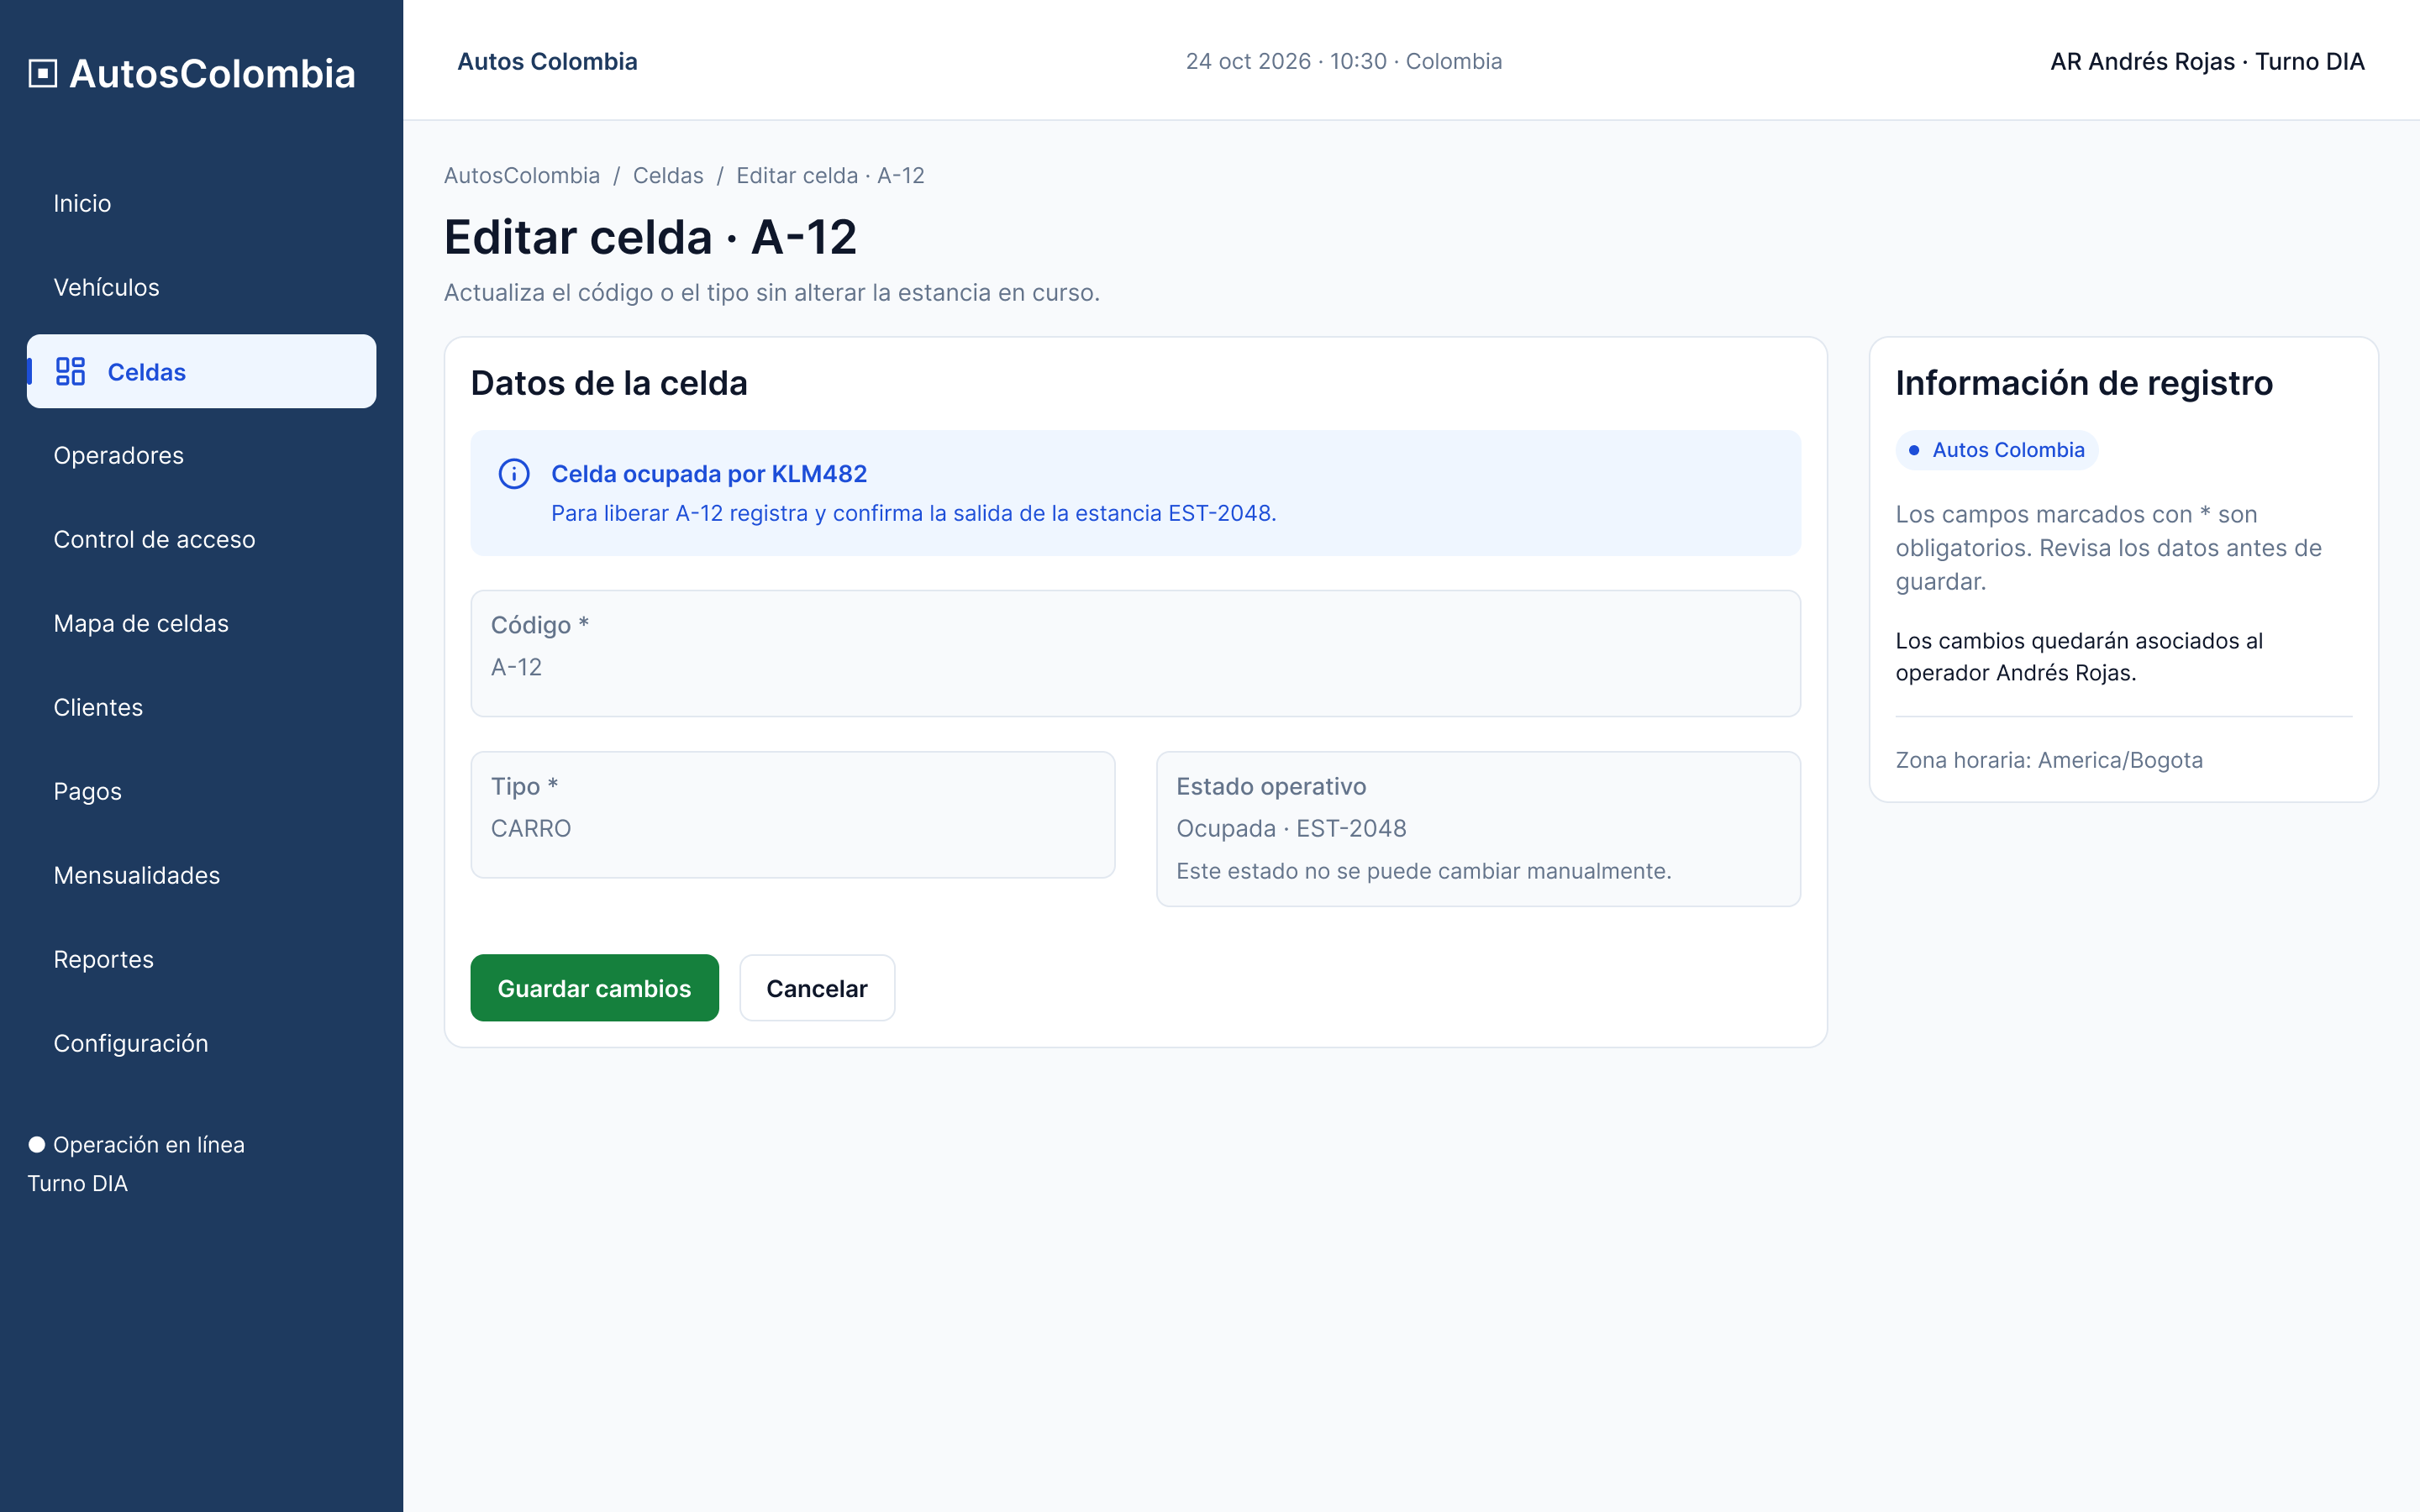 AutosColombia
Inicio
Vehículos
Celdas
Operadores
Control de acceso
Mapa de celdas
Clientes
Pagos
Mensualidades
Reportes
Configuración
Operación en línea
Turno DIA
Autos Colombia
24 oct 2026 · 10:30 · Colombia
AR Andrés Rojas · Turno DIA
AutosColombia / Celdas / Editar celda · A-12
Editar celda · A-12
Actualiza el código o el tipo sin alterar la estancia en curso.
Datos de la celda
Celda ocupada por KLM482
Para liberar A-12 registra y confirma la salida de la estancia EST-2048.
Código *
A-12
Tipo *
CARRO
Estado operativo
Ocupada · EST-2048
Este estado no se puede cambiar manualmente.
Guardar cambios
Cancelar
Información de registro
Autos Colombia
Los campos marcados con * son
obligatorios. Revisa los datos antes de
guardar.
Los cambios quedarán asociados al
operador Andrés Rojas.
Zona horaria: America/Bogota